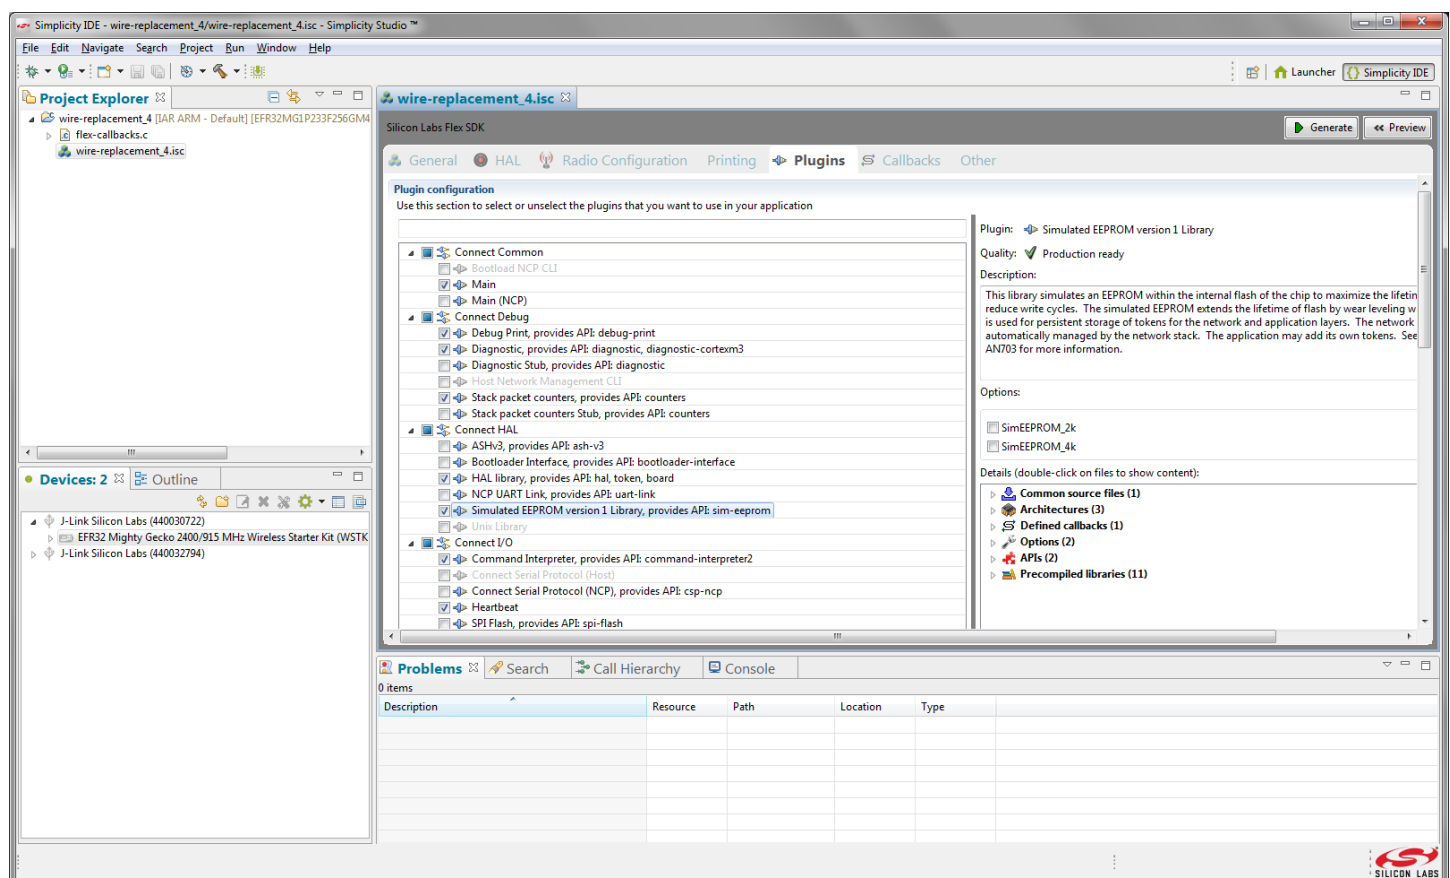 Simplicity IDE - wire-replacement_4/wire-replacement_4.isc - Simplicity Studio ™
File Edit Navigate Search Project Run Window Help
Launcher Simplicity IDE
Project Explorer
wire-replacement_4 [IAR ARM - Default] [EFR32MG1P233F256GM4
flex-callbacks.c
wire-replacement_4.isc
Devices: 2 Outline
J-Link Silicon Labs (440030722)
EFR32 Mighty Gecko 2400/915 MHz Wireless Starter Kit (WSTK
J-Link Silicon Labs (440032794)
wire-replacement_4.isc
Silicon Labs Flex SDK
Generate Preview
General HAL Radio Configuration Printing Plugins Callbacks Other
Plugin configuration
Use this section to select or unselect the plugins that you want to use in your application
Connect Common
Bootload NCP CLI
Main
Main (NCP)
Connect Debug
Debug Print, provides API: debug-print
Diagnostic, provides API: diagnostic, diagnostic-cortexm3
Diagnostic Stub, provides API: diagnostic
Host Network Management CLI
Stack packet counters, provides API: counters
Stack packet counters Stub, provides API: counters
Connect HAL
ASHv3, provides API: ash-v3
Bootloader Interface, provides API: bootloader-interface
HAL library, provides API: hal, token, board
NCP UART Link, provides API: uart-link
Simulated EEPROM version 1 Library, provides API: sim-eeprom
Unix Library
Connect I/O
Command Interpreter, provides API: command-interpreter2
Connect Serial Protocol (Host)
Connect Serial Protocol (NCP), provides API: csp-ncp
Heartbeat
SPI Flash, provides API: spi-flash
Plugin: Simulated EEPROM version 1 Library
Quality: Production ready
Description:
This library simulates an EEPROM within the internal flash of the chip to maximize the lifetin
reduce write cycles. The simulated EEPROM extends the lifetime of flash by wear leveling w
is used for persistent storage of tokens for the network and application layers. The network
automatically managed by the network stack. The application may add its own tokens. See
AN703 for more information.
Options:
SimEEPROM_2k
SimEEPROM_4k
Details (double-click on files to show content):
Common source files (1)
Architectures (3)
Defined callbacks (1)
Options (2)
APIs (2)
Precompiled libraries (11)
Problems Search Call Hierarchy Console
0 items
Description Resource Path Location Type
SILICON LABS